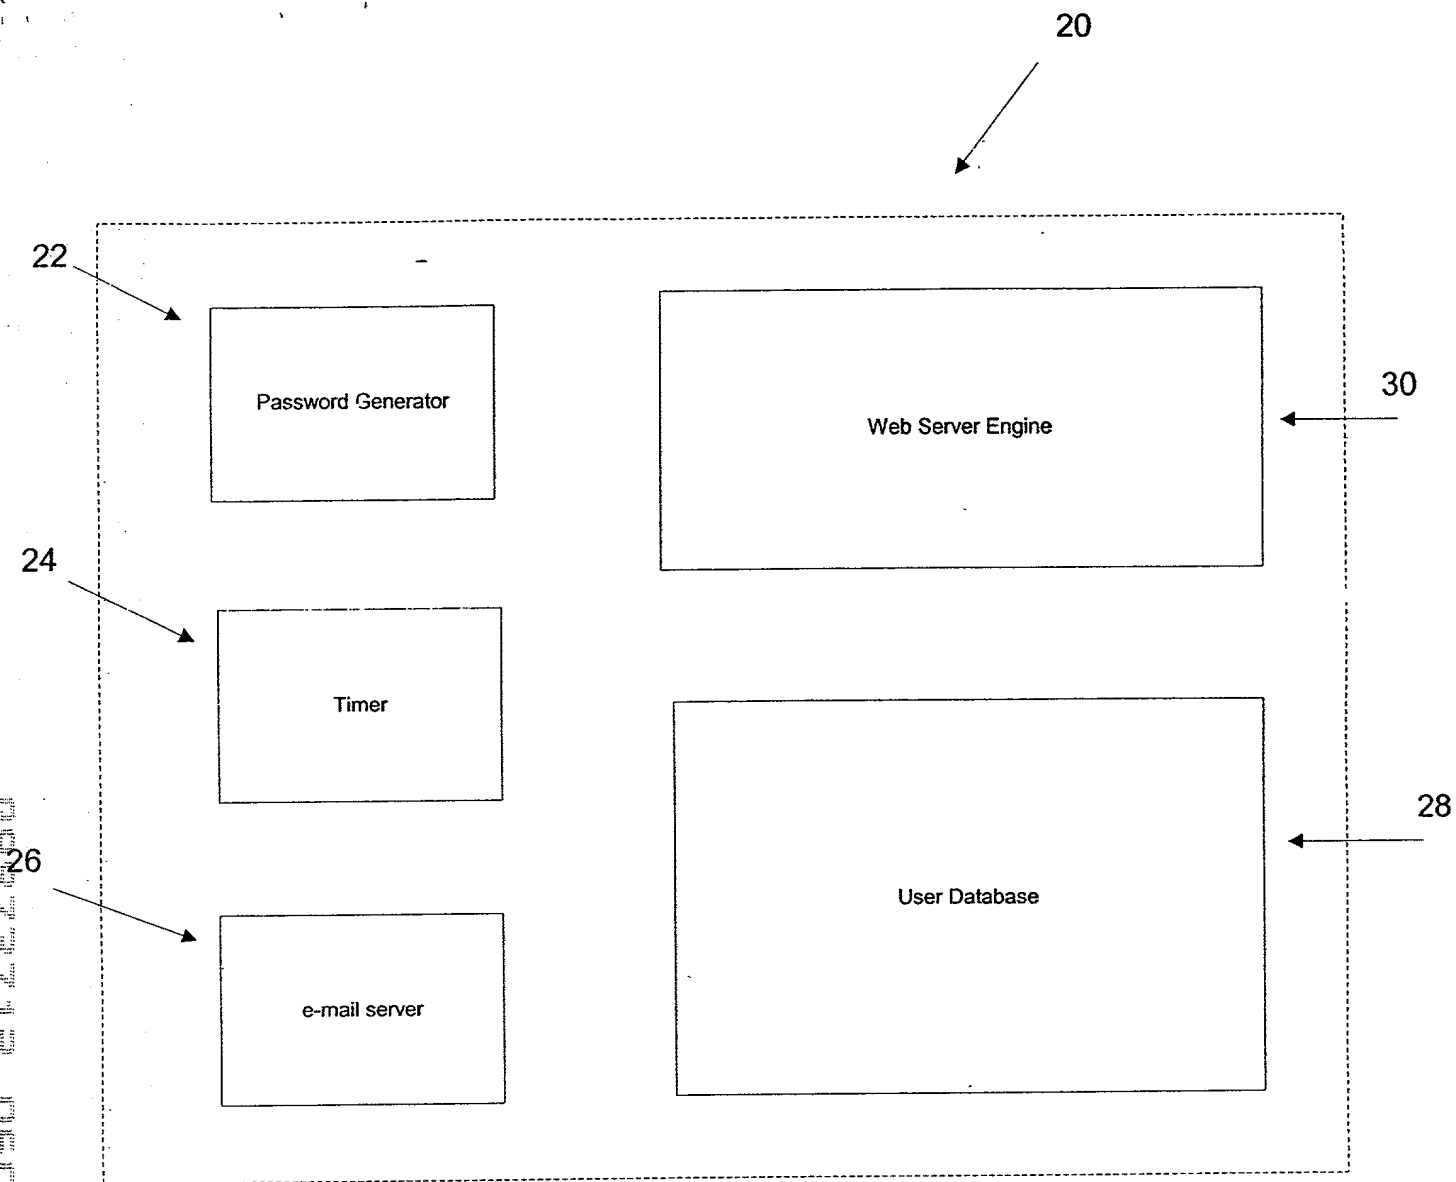 20
22
Password Generator
30
Web Server Engine
24
Timer
28
26
User Database
e-mail server